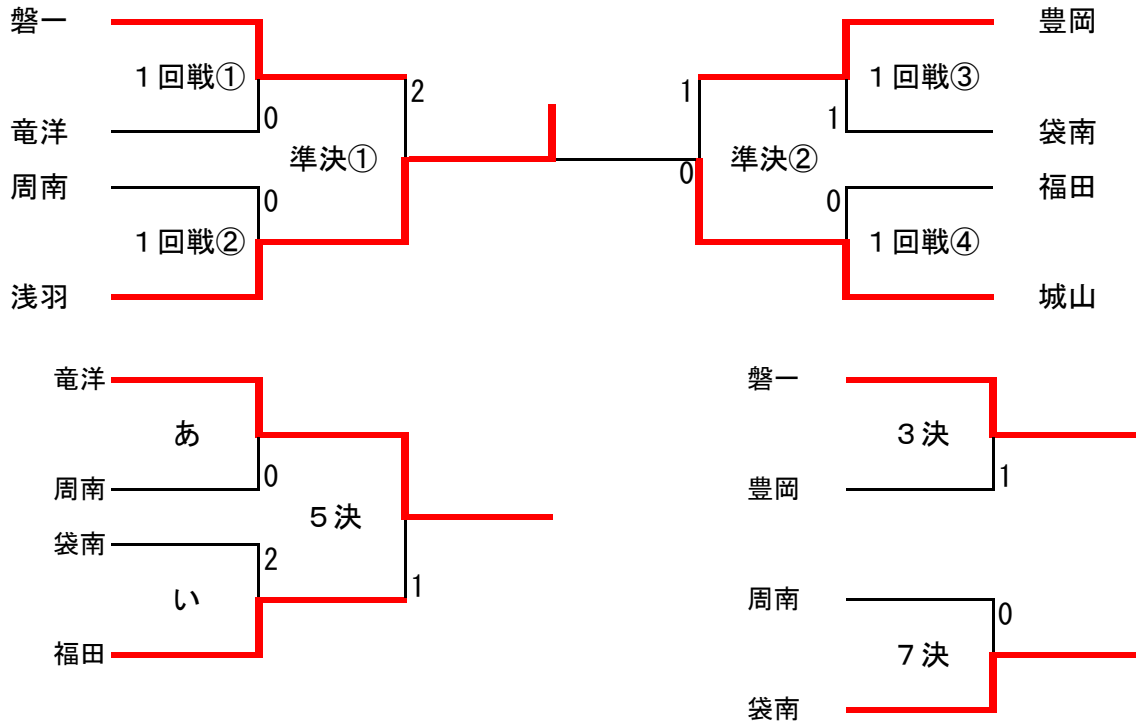 磐一
豊岡
１回戦①
2
1
１回戦③
0
1
竜洋
袋南
準決①
準決②
0
周南
福田
0
0
１回戦②
１回戦④
浅羽
城山
竜洋
磐一
あ
３決
0
1
周南
豊岡
５決
袋南
2
1
い
周南
0
福田
７決
袋南